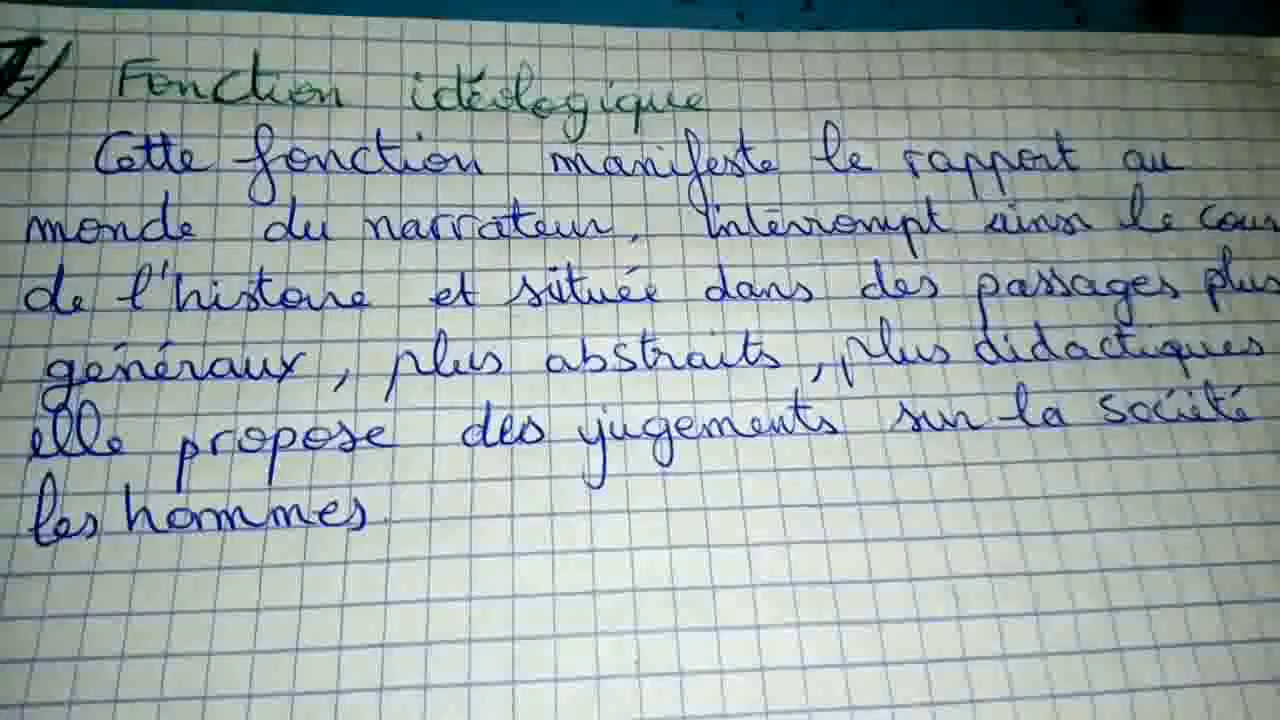 Fonction idéologique
Cette fonction manifeste le rapport au
monde du narrateur, Interrompt ainsi le cour
de l'histoire et située dans des passages plus
généraux, plus abstraits, plus didactiques
elle propose des jugements sur la société
les hommes